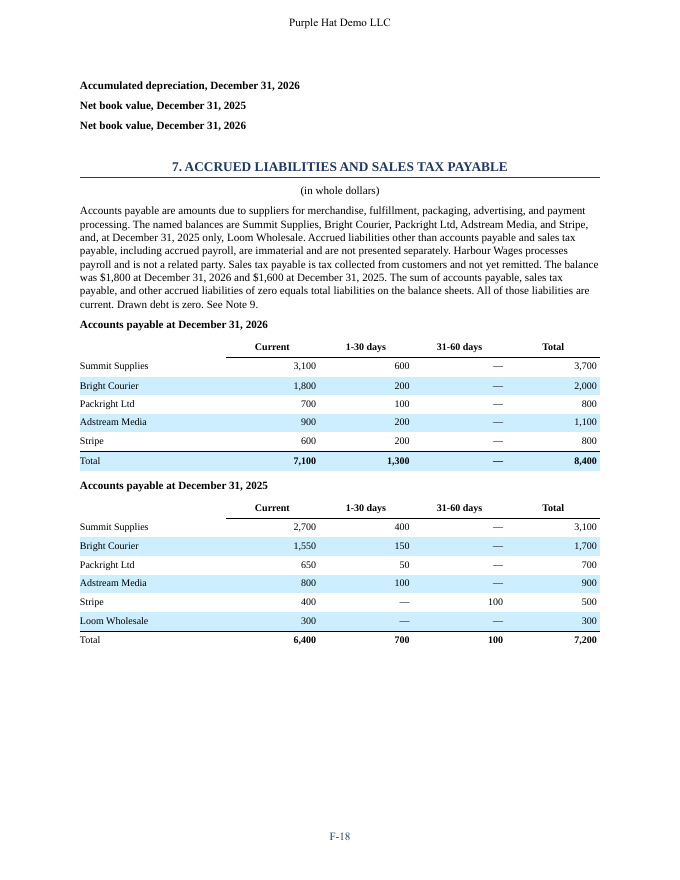 Purple Hat Demo LLC
Accumulated depreciation, December 31, 2026
Net book value, December 31, 2025
Net book value, December 31, 2026
7. ACCRUED LIABILITIES AND SALES TAX PAYABLE
(in whole dollars)
Accounts payable are amounts due to suppliers for merchandise, fulfillment, packaging, advertising, and payment
processing. The named balances are Summit Supplies, Bright Courier, Packright Ltd, Adstream Media, and Stripe,
and, at December 31, 2025 only, Loom Wholesale. Accrued liabilities other than accounts payable and sales tax
payable, including accrued payroll, are immaterial and are not presented separately. Harbour Wages processes
payroll and is not a related party. Sales tax payable is tax collected from customers and not yet remitted. The balance
was $1,800 at December 31, 2026 and $1,600 at December 31, 2025. The sum of accounts payable, sales tax
payable, and other accrued liabilities of zero equals total liabilities on the balance sheets. All of those liabilities are
current. Drawn debt is zero. See Note 9.
Accounts payable at December 31, 2026
Current 1-30 days 31-60 days Total
Summit Supplies 3,100 600 — 3,700
Bright Courier 1,800 200 — 2,000
Packright Ltd 700 100 — 800
Adstream Media 900 200 — 1,100
Stripe 600 200 — 800
Total 7,100 1,300 — 8,400
Accounts payable at December 31, 2025
Current 1-30 days 31-60 days Total
Summit Supplies 2,700 400 — 3,100
Bright Courier 1,550 150 — 1,700
Packright Ltd 650 50 — 700
Adstream Media 800 100 — 900
Stripe 400 — 100 500
Loom Wholesale 300 — — 300
Total 6,400 700 100 7,200
F-18